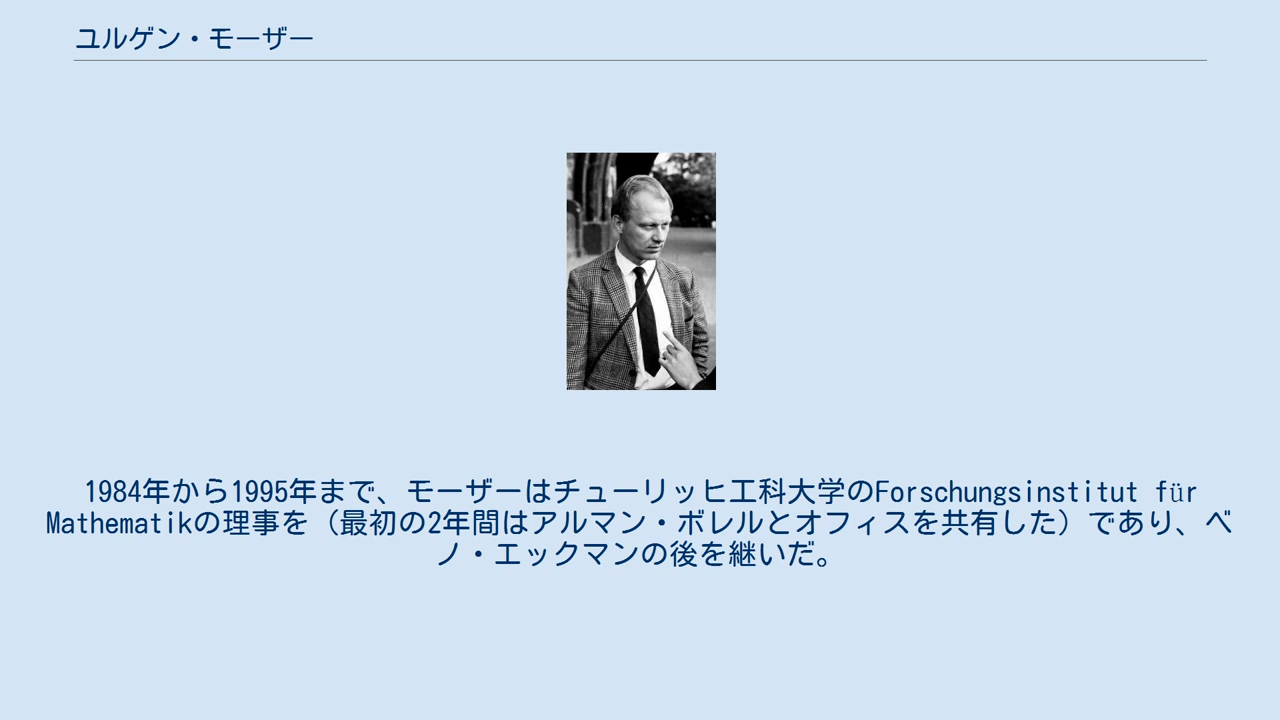 ユルゲン・モーザー
1984年から1995年まで、モーザーはチューリッヒ工科大学のForschungsinstitut für
Mathematikの理事を（最初の2年間はアルマン・ボレルとオフィスを共有した）であり、ベ
ノ・エックマンの後を継いだ。